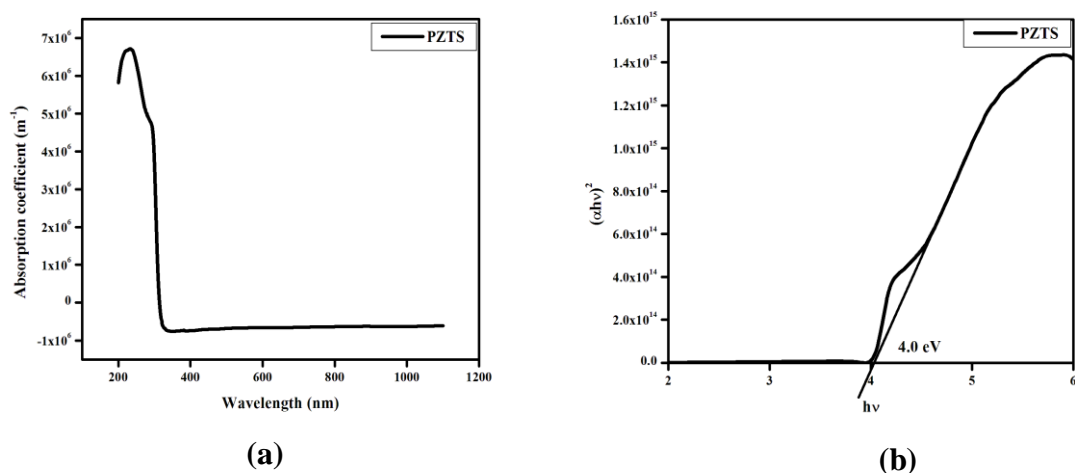 PZTS
7x10⁶
6x10⁶
5x10⁶
4x10⁶
3x10⁶
2x10⁶
1x10⁶
0
-1x10⁶
Absorption coefficient (m⁻¹)
200
400
600
800
1000
1200
Wavelength (nm)
(a)
PZTS
1.6x10¹⁵
1.4x10¹⁵
1.2x10¹⁵
1.0x10¹⁵
8.0x10¹⁴
6.0x10¹⁴
4.0x10¹⁴
2.0x10¹⁴
0.0
(αhν)²
4.0 eV
2
3
4
5
6
hν
(b)